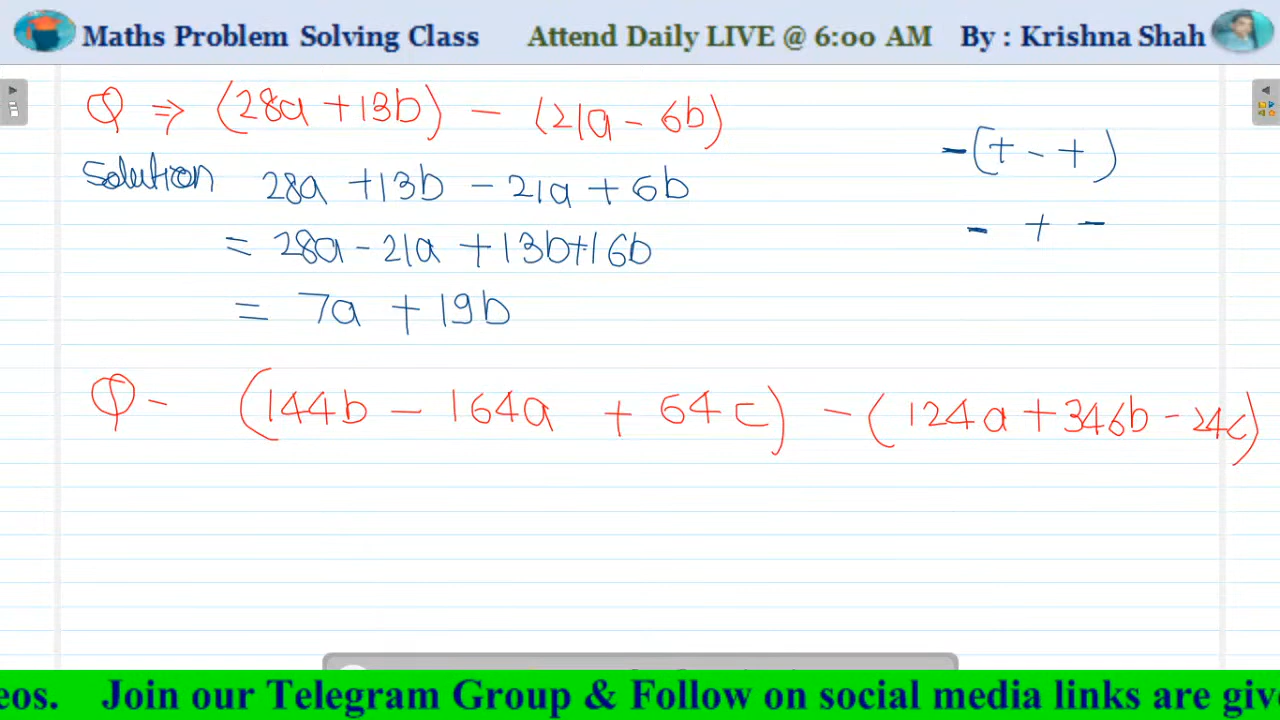 Maths Problem Solving Class Attend Daily LIVE @ 6:00 AM By : Krishna Shah
Q ⇒ (28a + 13b) - (21a - 6b)
-(+ - +)
Solution 28a + 13b - 21a + 6b
- + -
= 28a - 21a + 13b + 6b
= 7a + 19b
Q - (144b - 164a + 64c) - (124a + 346b - 24c)
eos. Join our Telegram Group & Follow on social media links are give